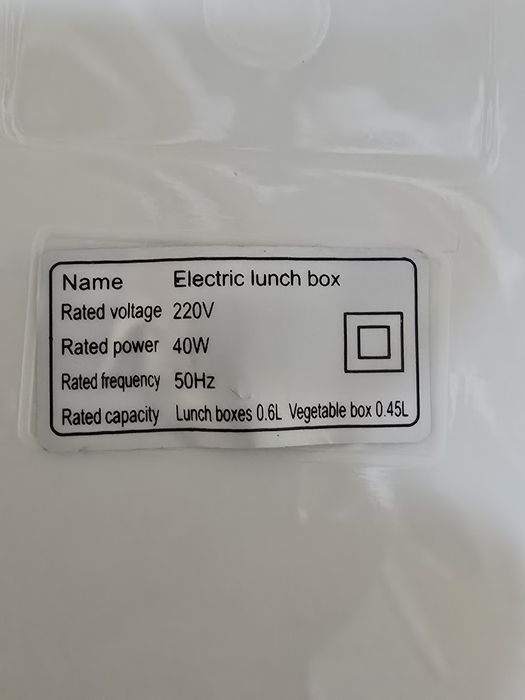 Name Electric lunch box
Rated voltage 220V
Rated power 40W
Rated frequency 50Hz
Rated capacity Lunch boxes 0.6L Vegetable box 0.45L